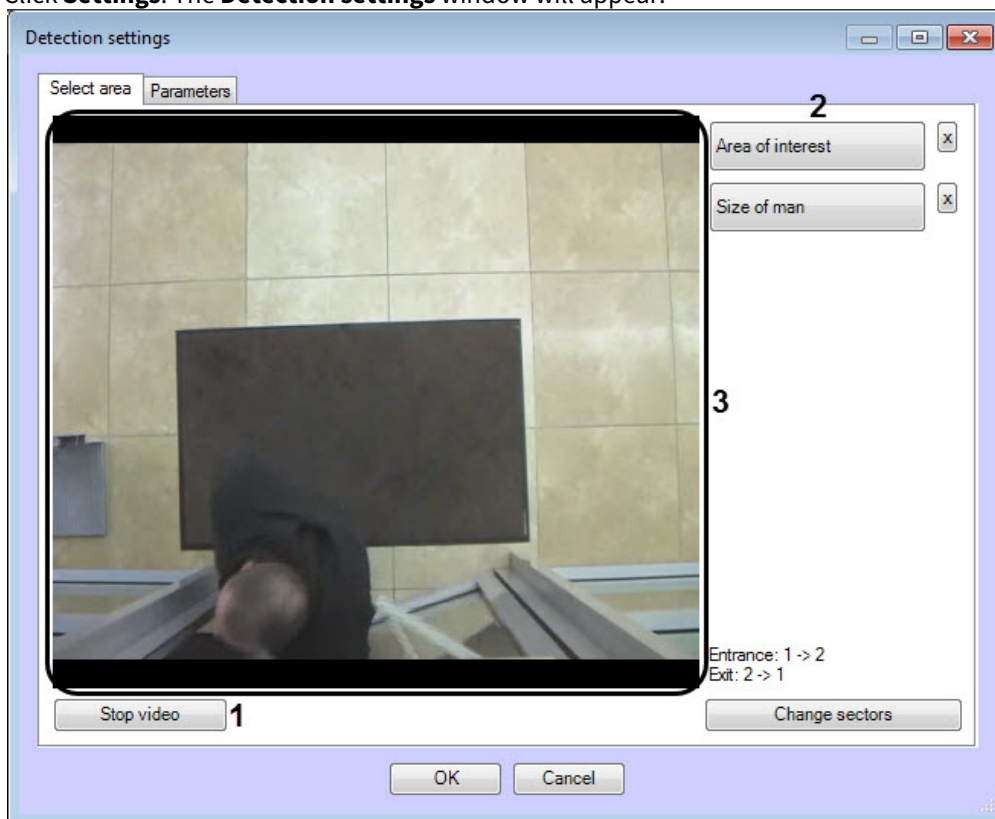 Click Settings. The Detection settings window will appear.
Detection settings
Select area
Parameters
2
Area of interest
x
Size of man
x
3
Entrance: 1 -> 2
Exit: 2 -> 1
Stop video
1
Change sectors
OK
Cancel